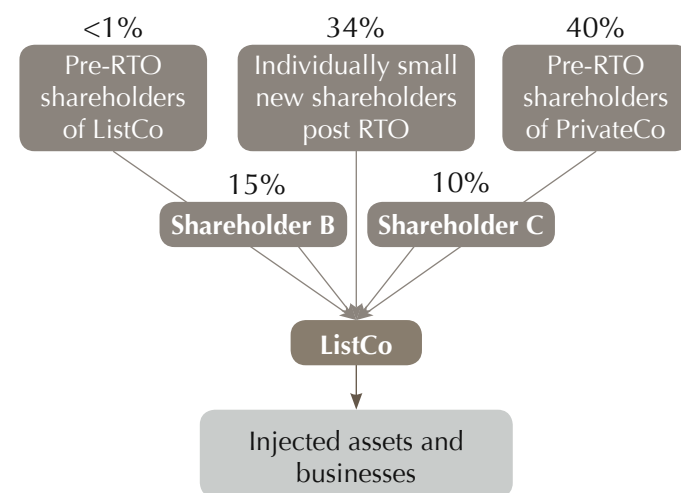 <1% 34% 40%
Pre-RTO
shareholders
of ListCo
Individually small
new shareholders
post RTO
Pre-RTO
shareholders
of PrivateCo
15% 10%
Shareholder B Shareholder C
ListCo
Injected assets and
businesses